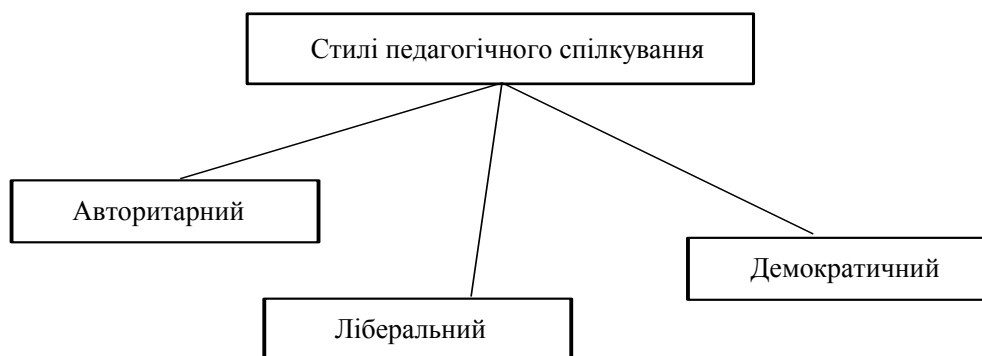 Стилі педагогічного спілкування
Авторитарний
Демократичний
Ліберальний